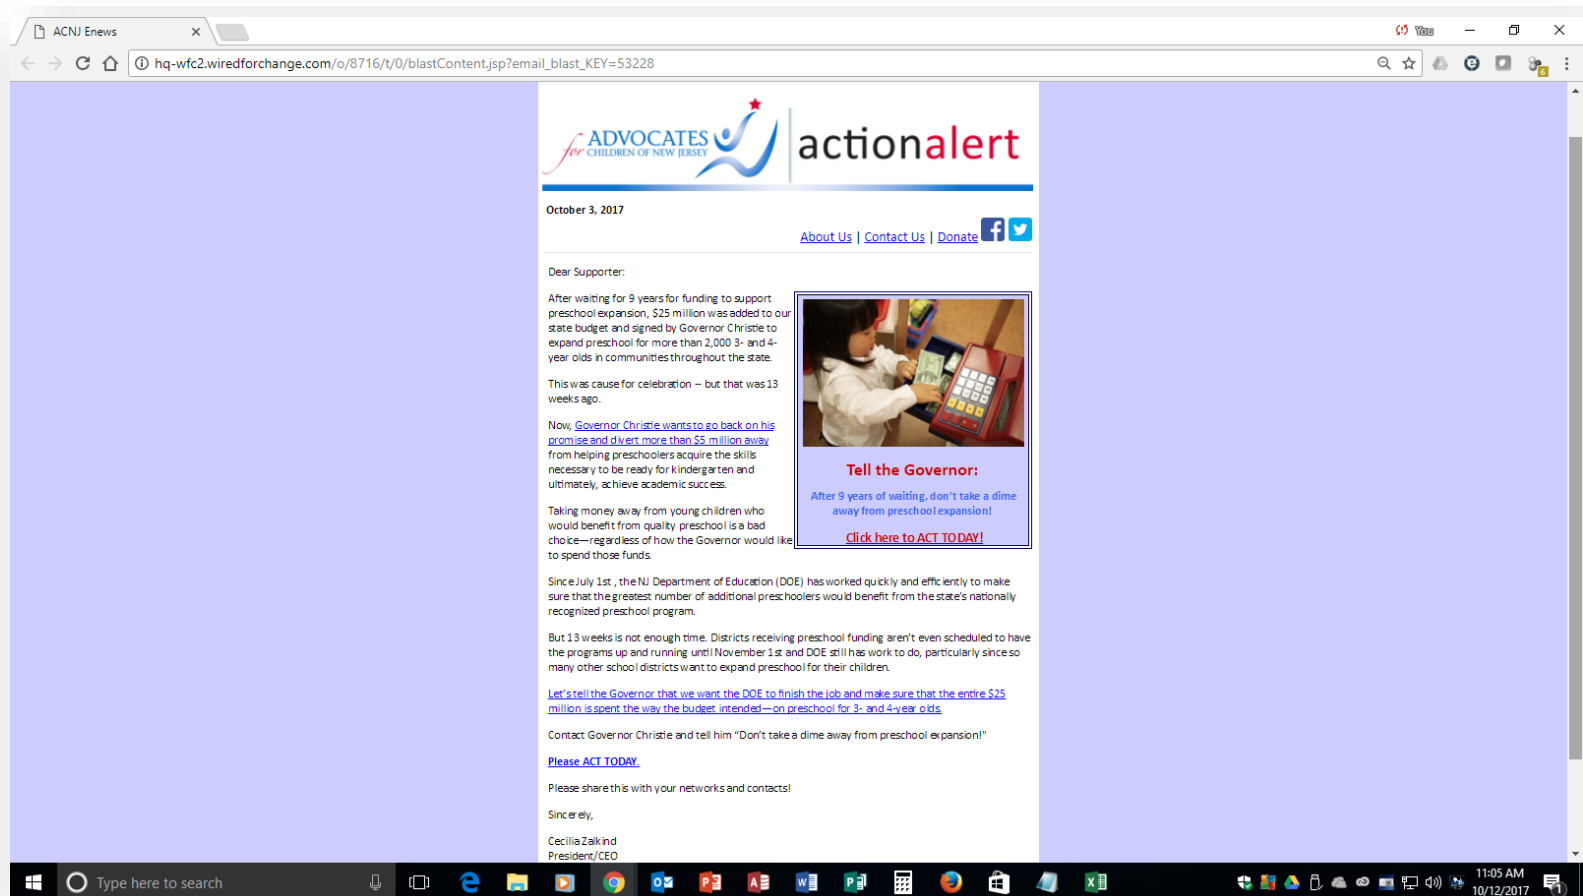 ACNJ Enews
You
hq-wfc2.wiredforchange.com/o/8716/t/0/blastContent.jsp?email_blast_KEY=53228
6
for ADVOCATES
CHILDREN OF NEW JERSEY
actionalert
October 3, 2017
About Us | Contact Us | Donate
Dear Supporter:
After waiting for 9 years for funding to support
preschool expansion, $25 million was added to our
state budget and signed by Governor Christie to
expand preschool for more than 2,000 3- and 4-
year olds in communities throughout the state.
This was cause for celebration -- but that was 13
weeks ago.
Now, Governor Christie wants to go back on his
promise and divert more than $5 million away
from helping preschoolers acquire the skills
necessary to be ready for kindergarten and
ultimately, achieve academic success.
Taking money away from young children who
would benefit from quality preschool is a bad
choice—regardless of how the Governor would like
to spend those funds.
Tell the Governor:
After 9 years of waiting, don't take a dime
away from preschool expansion!
Click here to ACT TODAY!
Since July 1st , the NJ Department of Education (DOE) has worked quickly and efficiently to make
sure that the greatest number of additional preschoolers would benefit from the state's nationally
recognized preschool program.
But 13 weeks is not enough time. Districts receiving preschool funding aren't even scheduled to have
the programs up and running until November 1st and DOE still has work to do, particularly since so
many other school districts want to expand preschool for their children.
Let's tell the Governor that we want the DOE to finish the job and make sure that the entire $25
million is spent the way the budget intended—on preschool for 3- and 4-year olds.
Contact Governor Christie and tell him "Don't take a dime away from preschool expansion!"
Please ACT TODAY.
Please share this with your networks and contacts!
Sincerely,
Cecilia Zalkind
President/CEO
Type here to search
11:05 AM
10/12/2017